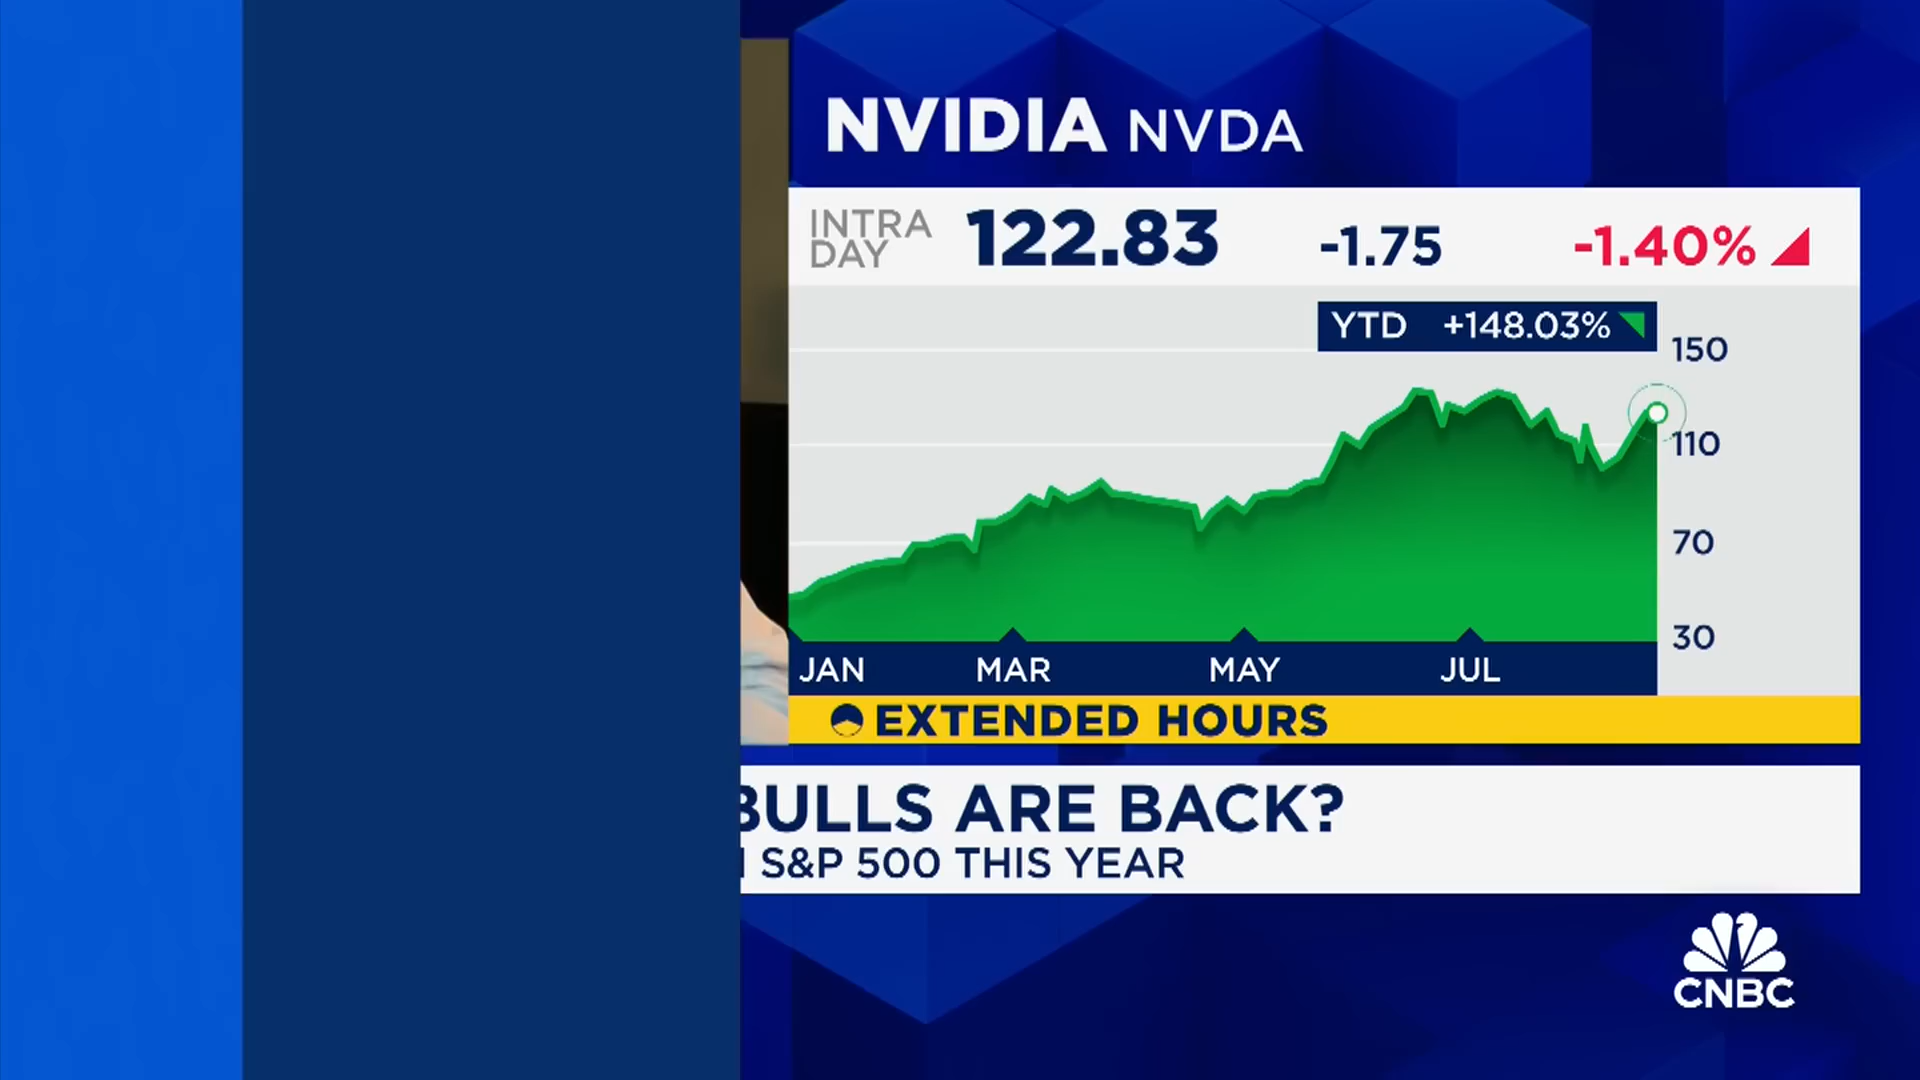 NVIDIA NVDA
INTRA DAY 122.83 -1.75 -1.40%
YTD +148.03%
150
110
70
30
JAN MAR MAY JUL
EXTENDED HOURS
BULLS ARE BACK?
S&P 500 THIS YEAR
CNBC